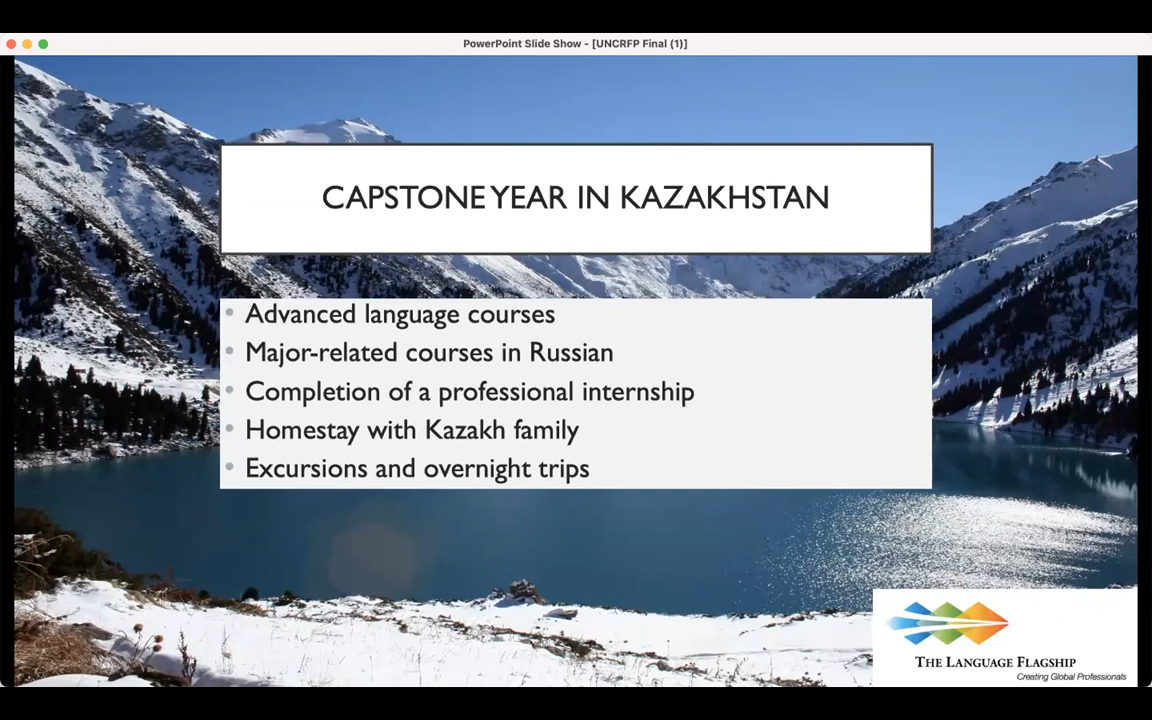 PowerPoint Slide Show - [UNCRFP Final (1)]
CAPSTONE YEAR IN KAZAKHSTAN
• Advanced language courses
• Major-related courses in Russian
• Completion of a professional internship
• Homestay with Kazakh family
• Excursions and overnight trips
THE LANGUAGE FLAGSHIP
Creating Global Professionals